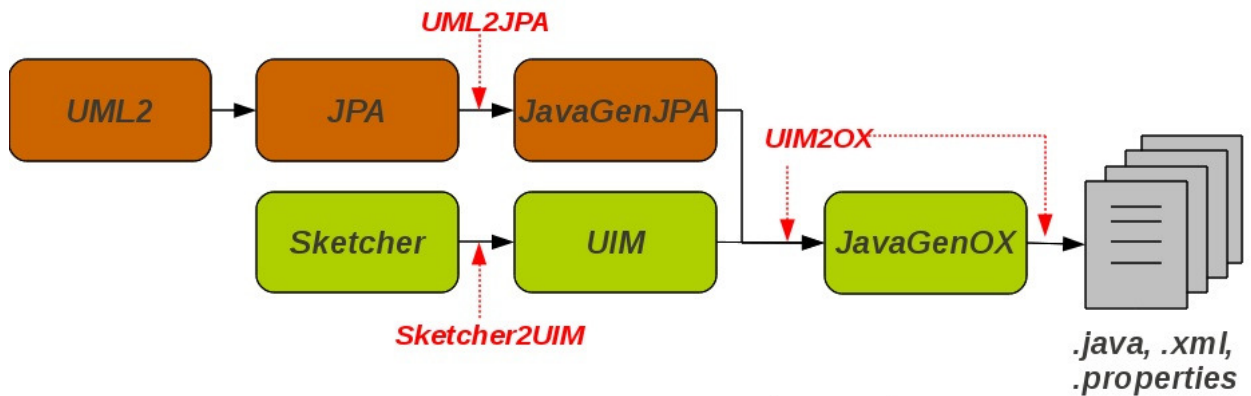 UML2JPA
UML2
JPA
JavaGenJPA
UIM2OX
Sketcher
UIM
JavaGenOX
Sketcher2UIM
.java, .xml,
.properties